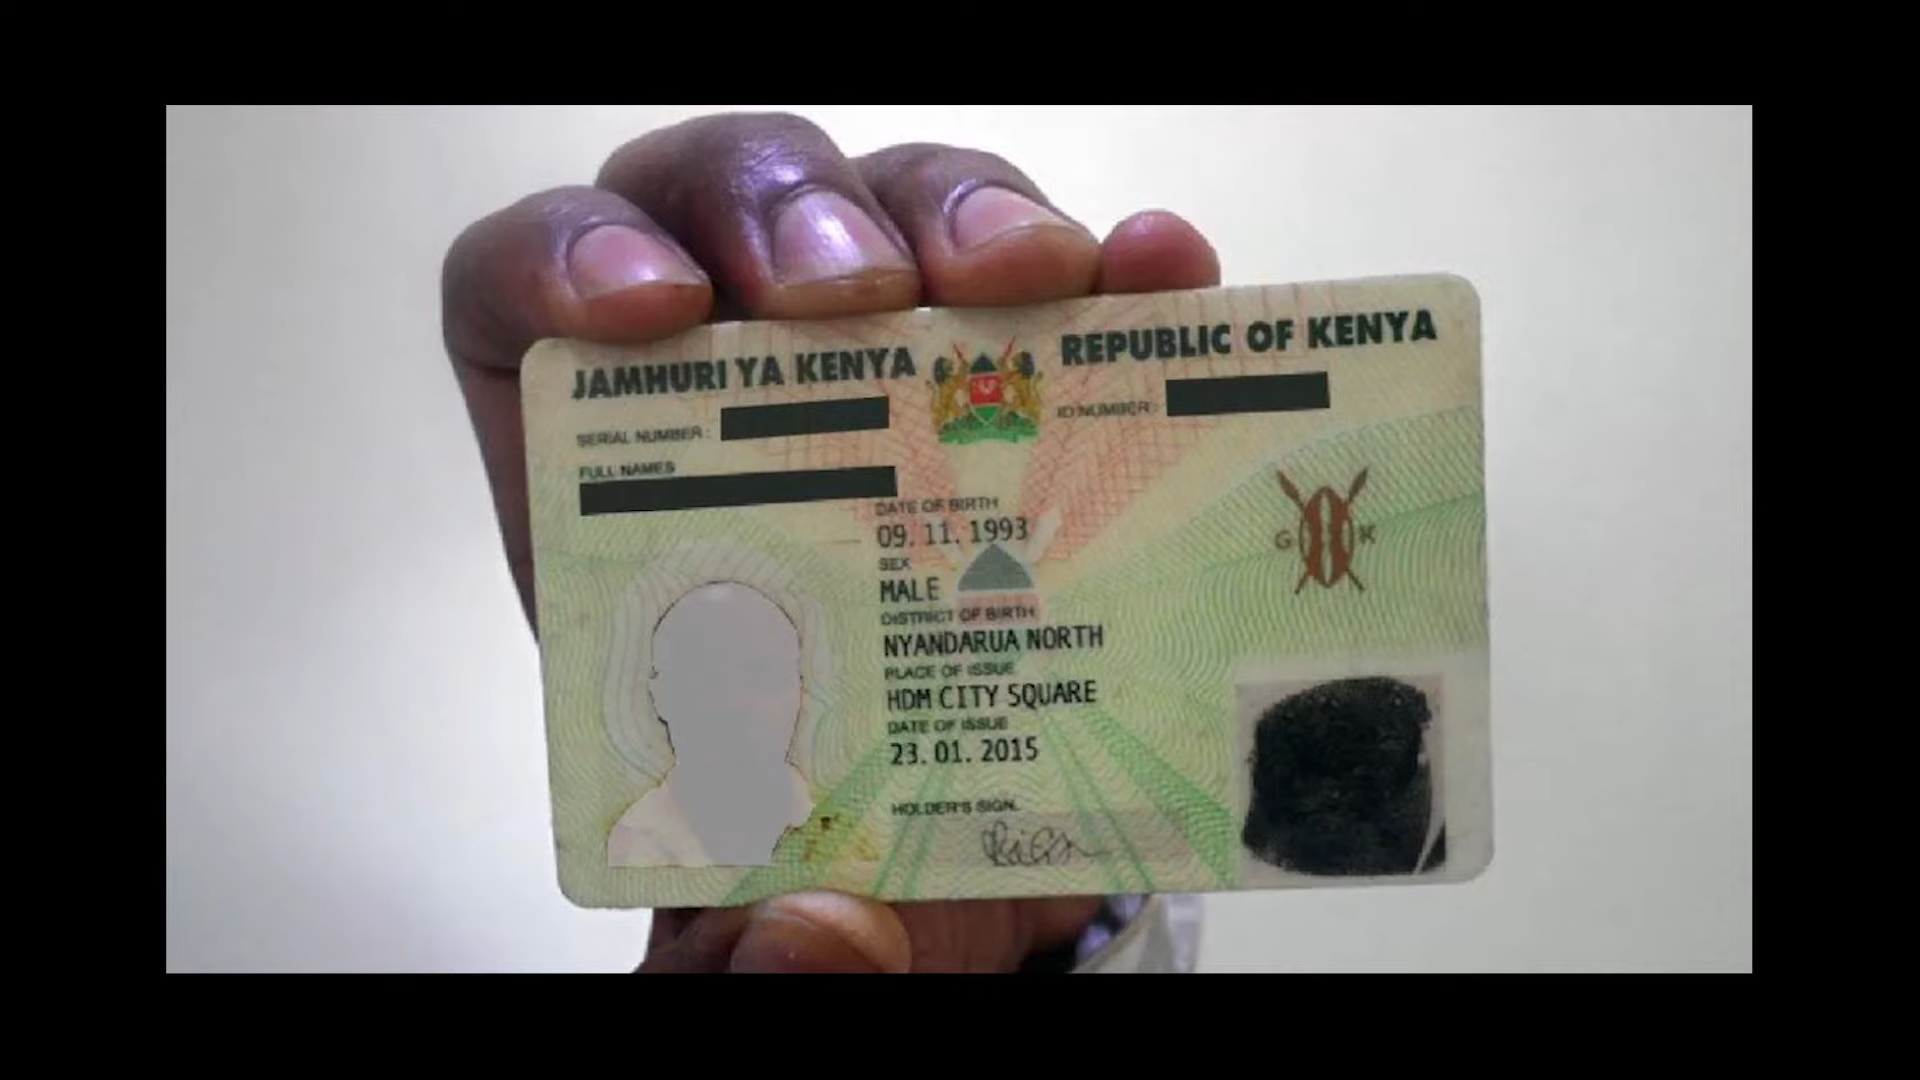 JAMHURI YA KENYA
REPUBLIC OF KENYA
SERIAL NUMBER :
ID NUMBER :
FULL NAMES
DATE OF BIRTH
09. 11. 1993
SEX
MALE
DISTRICT OF BIRTH
NYANDARUA NORTH
PLACE OF ISSUE
HDM CITY SQUARE
DATE OF ISSUE
23. 01. 2015
HOLDER'S SIGN.
G K